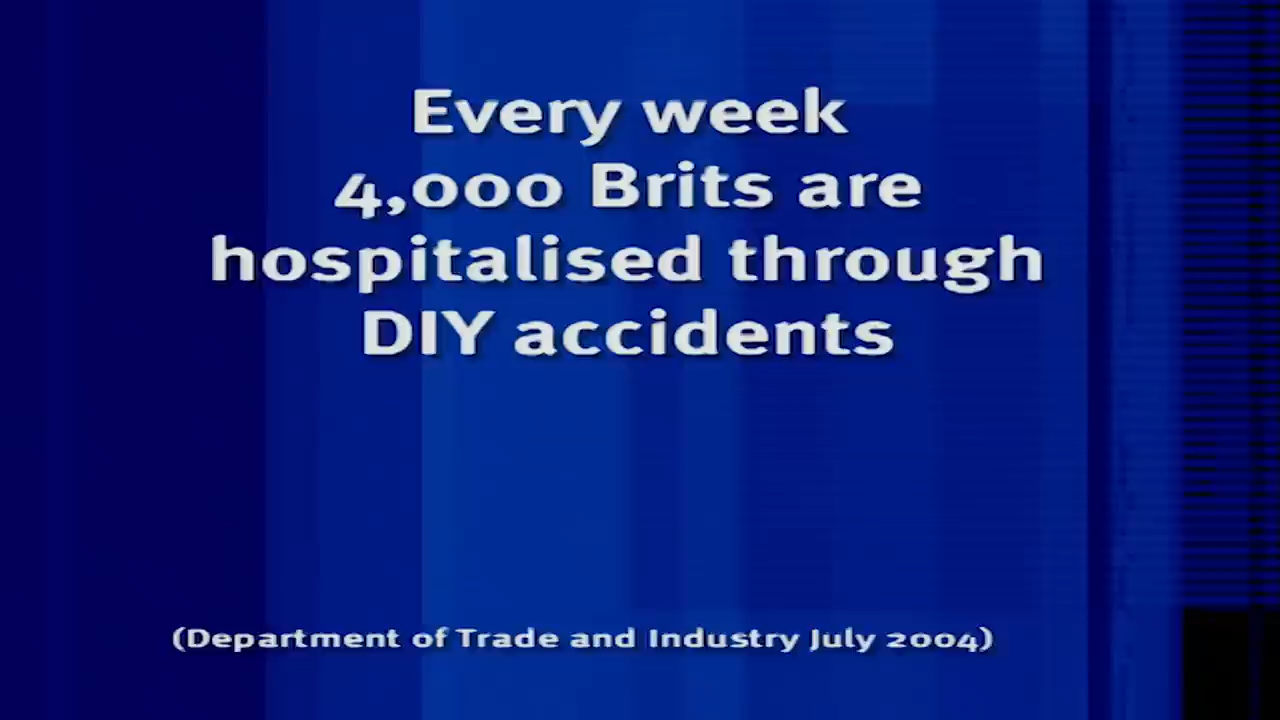 Every week
4,000 Brits are
hospitalised through
DIY accidents
(Department of Trade and Industry July 2004)